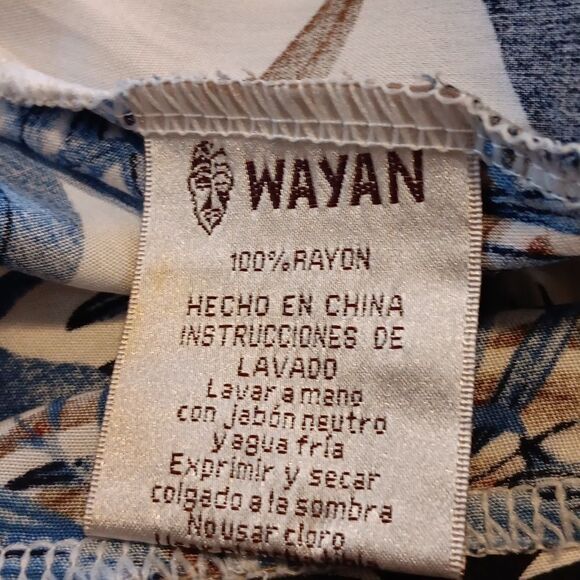 WAYAN
100% RAYON
HECHO EN CHINA
INSTRUCCIONES DE
LAVADO
Lavar a mano
con jabón neutro
y agua fría
Exprimir y secar
colgado a la sombra
No usar cloro